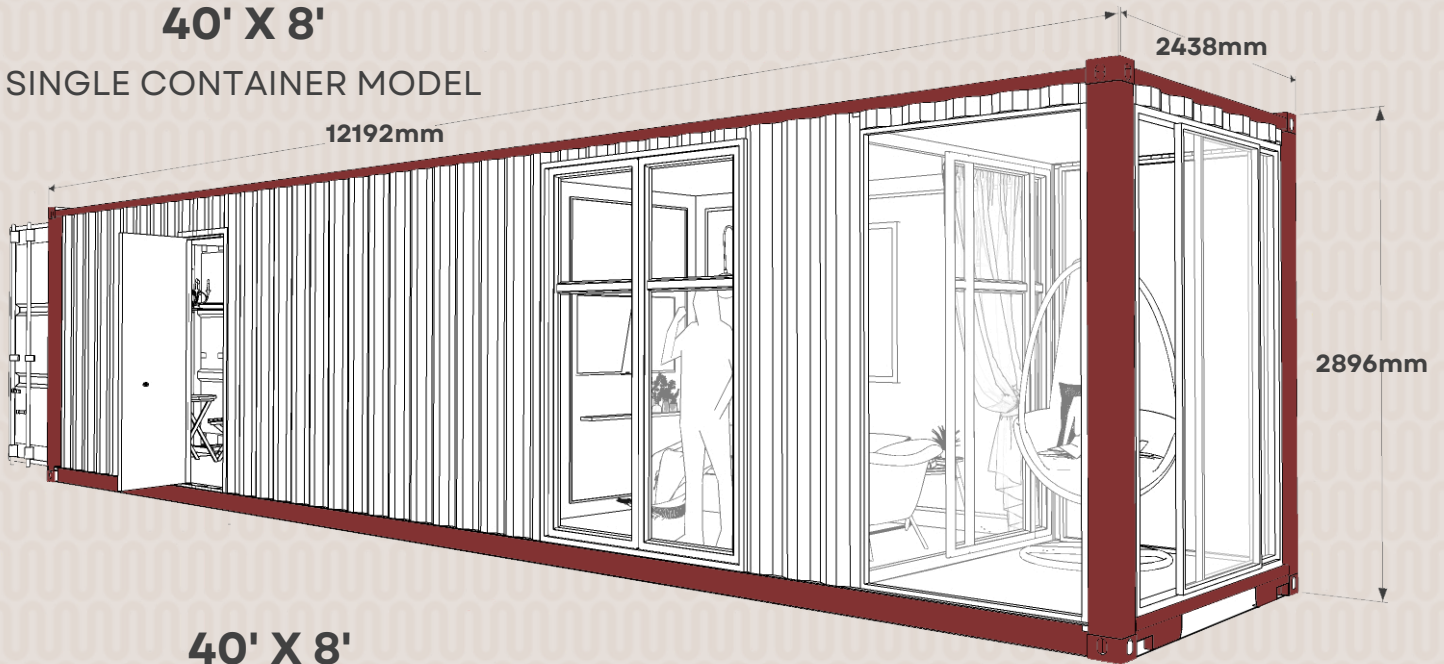 40' X 8'
SINGLE CONTAINER MODEL
2438mm
12192mm
2896mm
40' X 8'